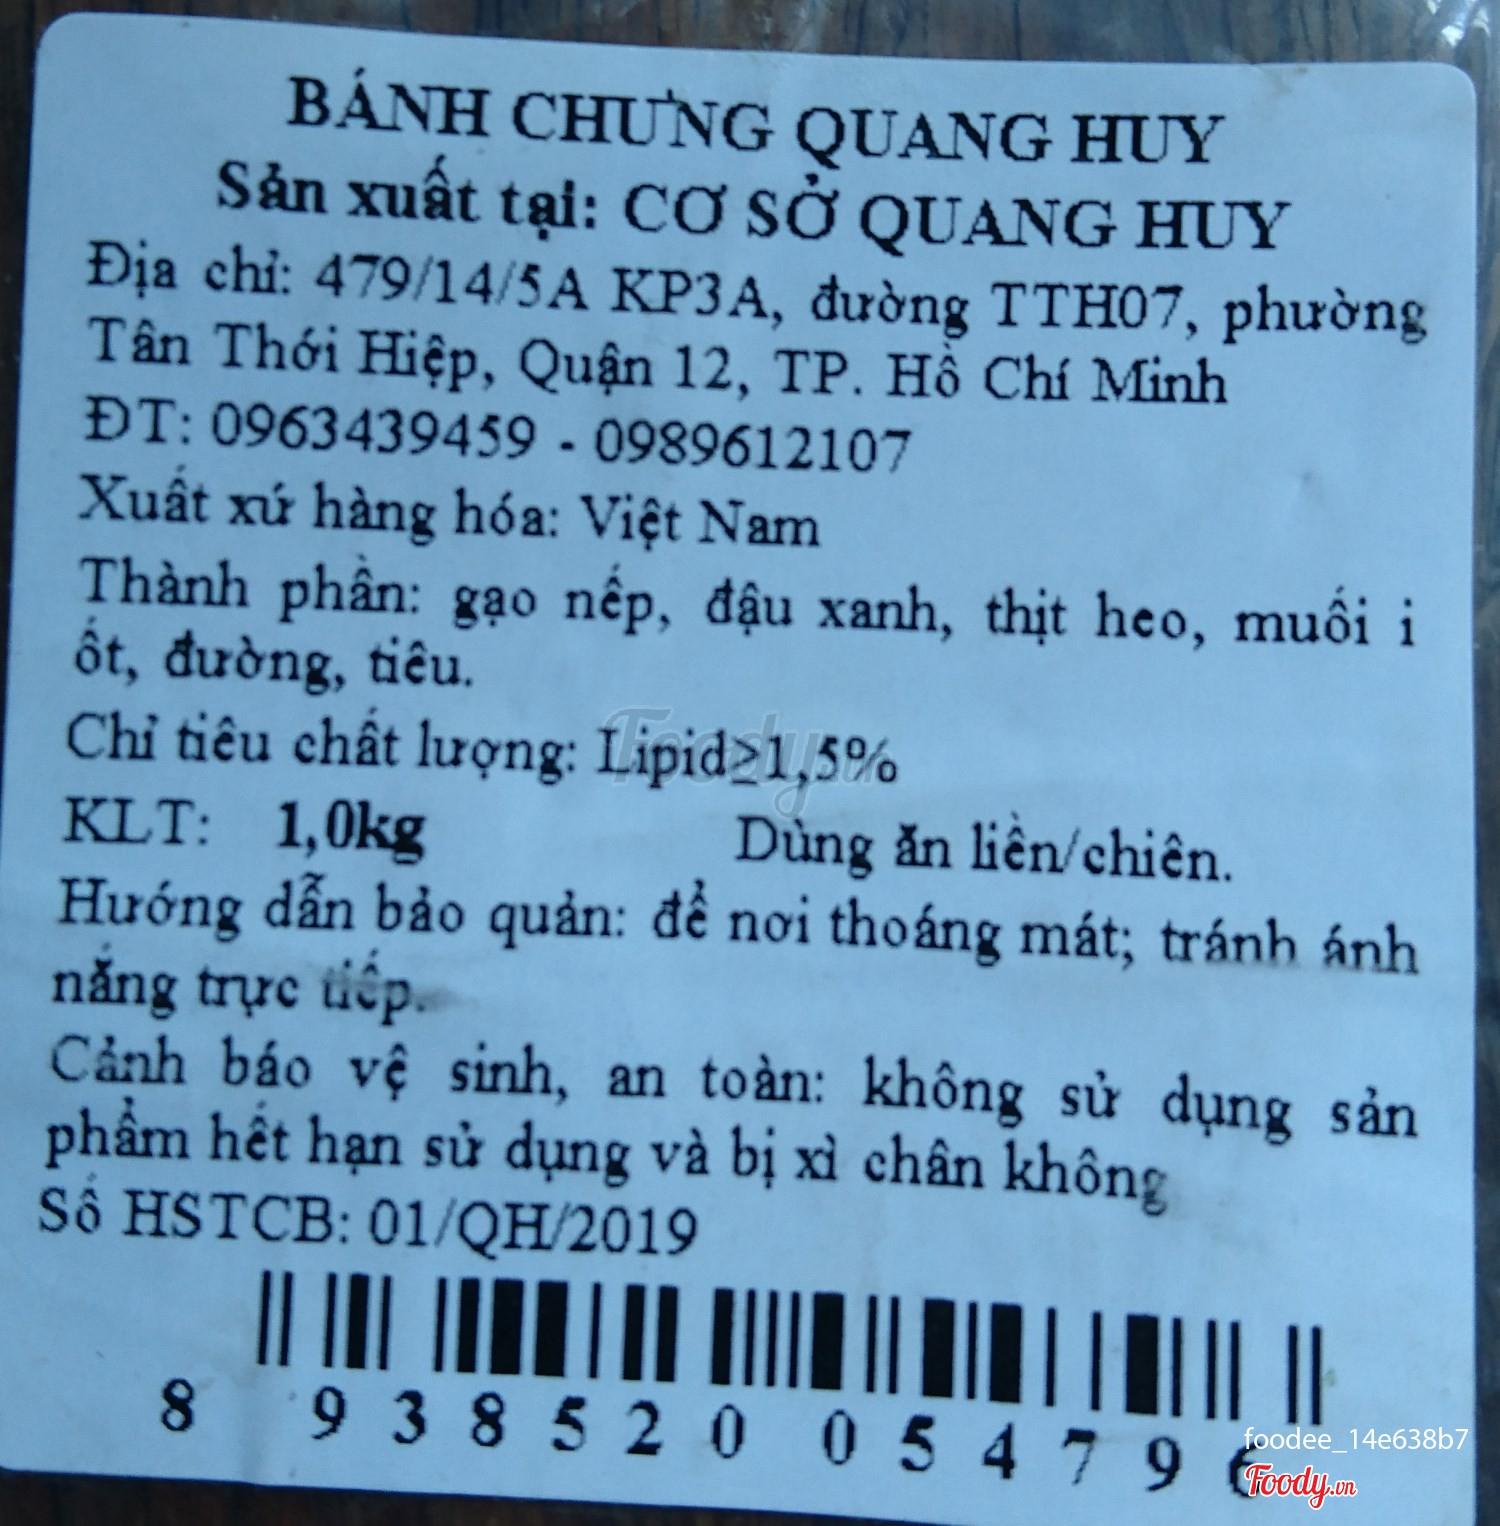 BÁNH CHƯNG QUANG HUY
Sản xuất tại: CƠ SỞ QUANG HUY
Địa chỉ: 479/14/5A KP3A, đường TTH07, phường
Tân Thới Hiệp, Quận 12, TP. Hồ Chí Minh
ĐT: 0963439459 - 0989612107
Xuất xứ hàng hóa: Việt Nam
Thành phần: gạo nếp, đậu xanh, thịt heo, muối i
ốt, đường, tiêu.
Chỉ tiêu chất lượng: Lipid≥1,5%
KLT: 1,0kg Dùng ăn liền/chiên.
Hướng dẫn bảo quản: để nơi thoáng mát; tránh ánh
nắng trực tiếp.
Cảnh báo vệ sinh, an toàn: không sử dụng sản
phẩm hết hạn sử dụng và bị xì chân không
Số HSTCB: 01/QH/2019
8 938520 054796
foodee_14e638b7
Foody.vn
Foody.vn